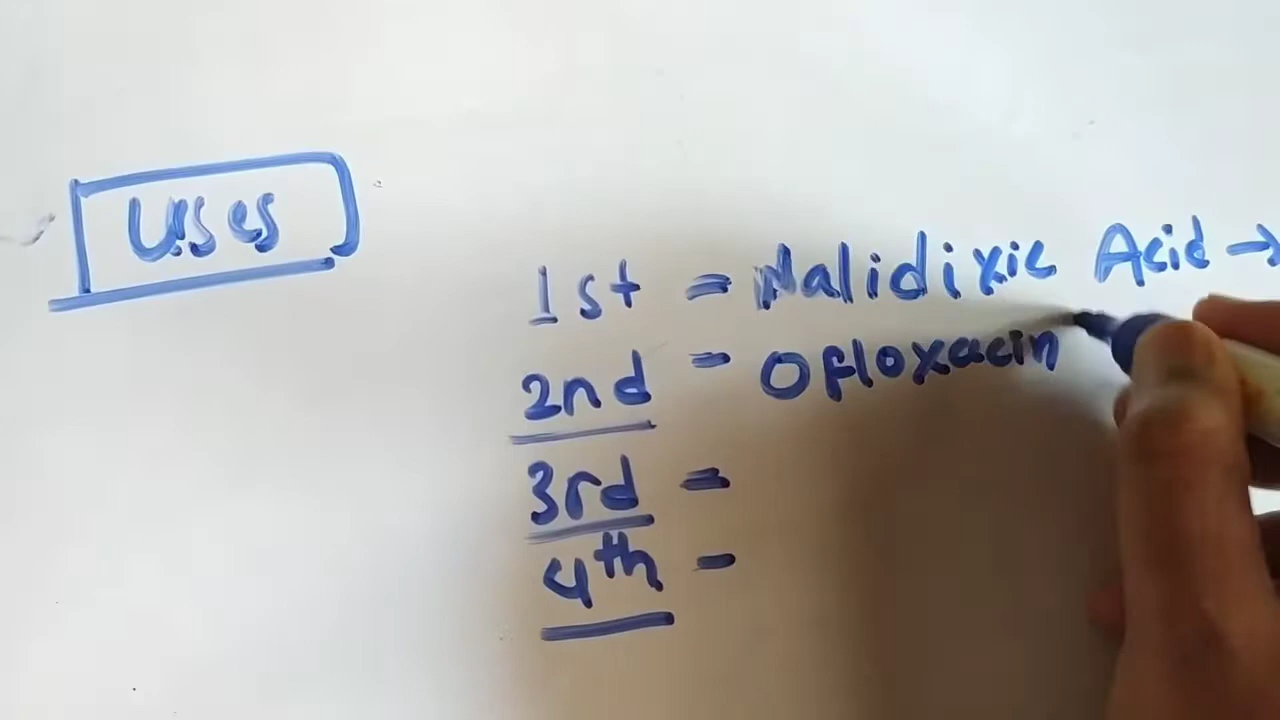 Uses
1st = Nalidixic Acid →
2nd = Ofloxacin
3rd =
4th -